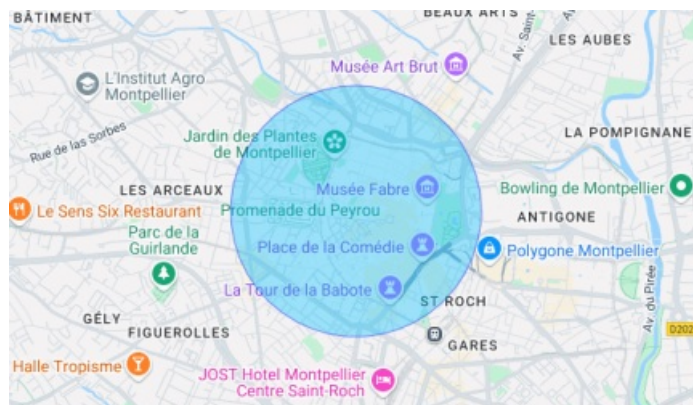 BÂTIMENT
BEAUX ARTS
Av. Saint-
LES AUBES
Musée Art Brut
L'Institut Agro
Montpellier
Rue de las Sorbes
Jardin des Plantes
de Montpellier
LA POMPIGNANE
LES ARCEAUX
Musée Fabre
Bowling de Montpellier
Le Sens Six Restaurant
Promenade du Peyrou
ANTIGONE
Parc de la
Guirlande
Place de la Comédie
Polygone Montpellier
La Tour de la Babote
ST ROCH
Av. du Pirée
GÉLY
FIGUEROLLES
GARES
D202
Halle Tropisme
JOST Hotel Montpellier
Centre Saint-Roch